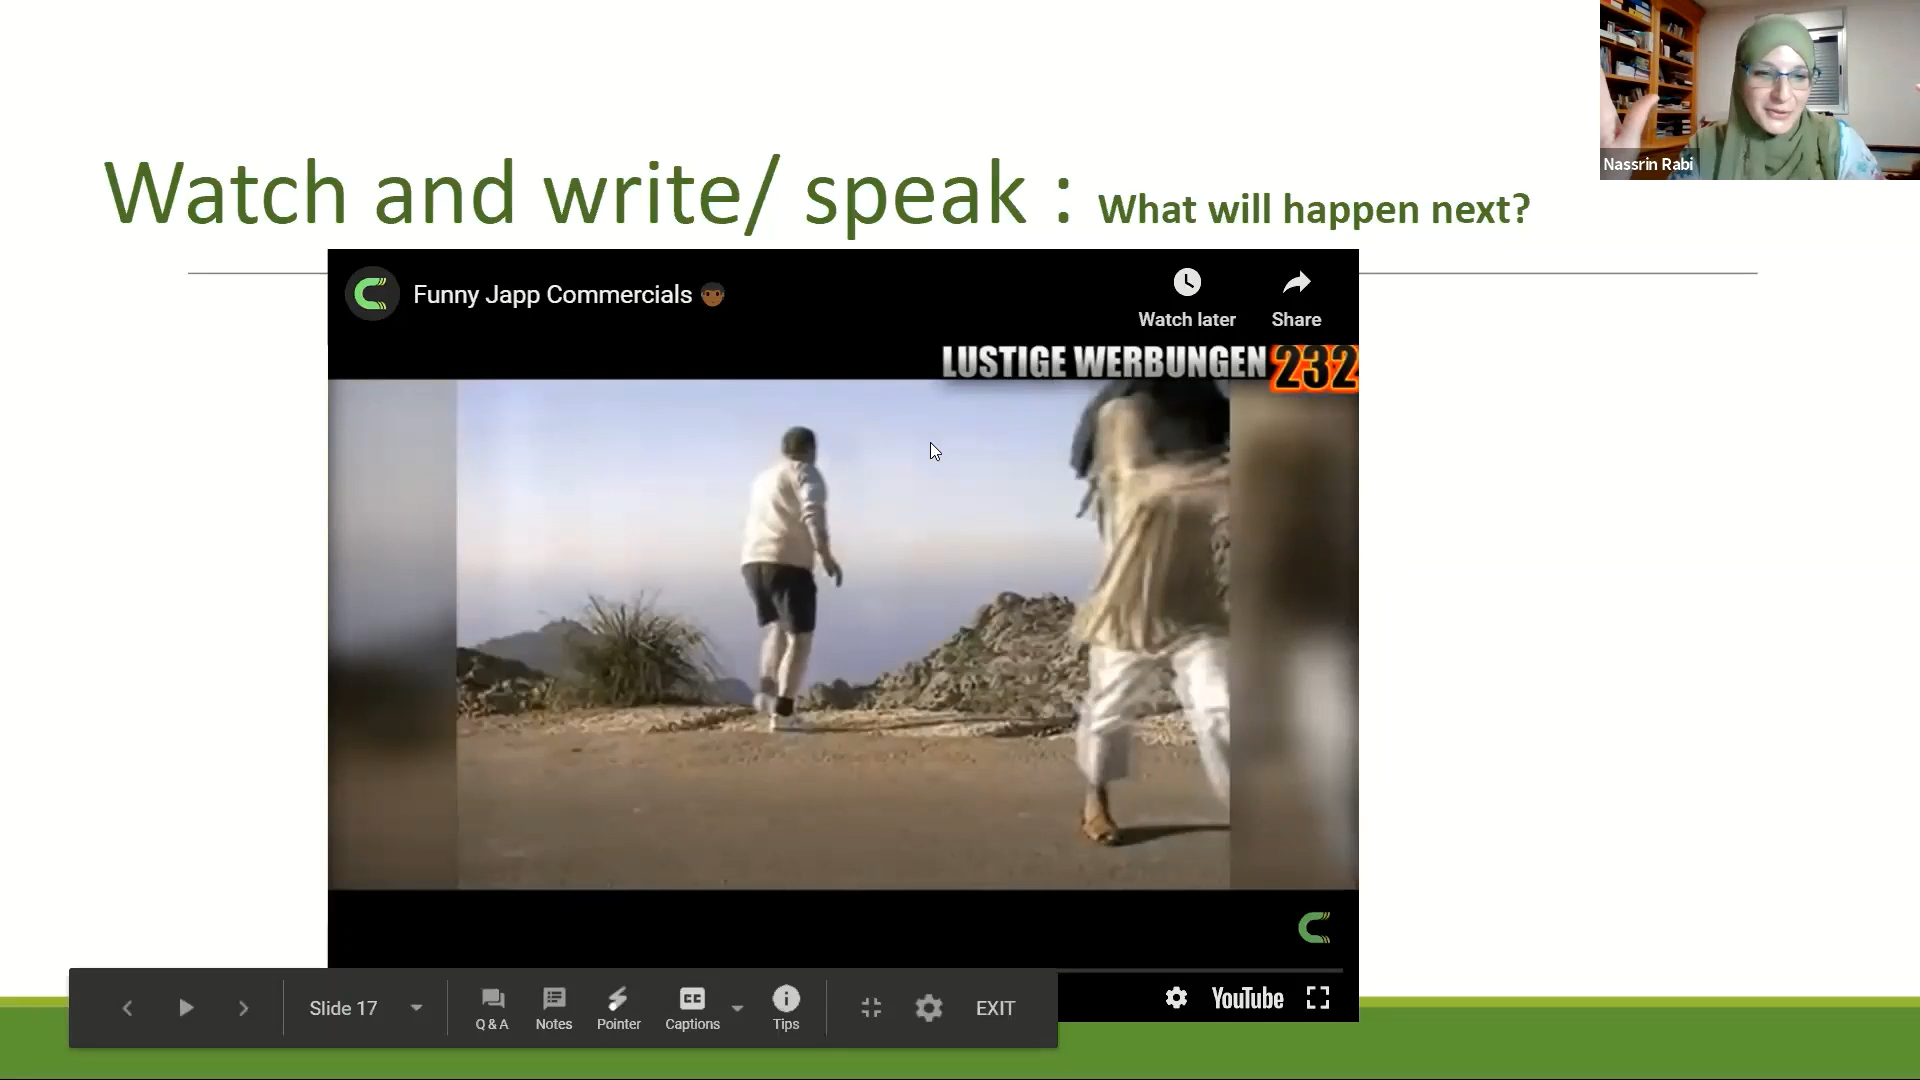 Nassrin Rabi
Watch and write/ speak : What will happen next?
Funny Japp Commercials
Watch later
Share
LUSTIGE WERBUNGEN 232
Slide 17
Q & A
Notes
Pointer
CC
Captions
Tips
EXIT
YouTube